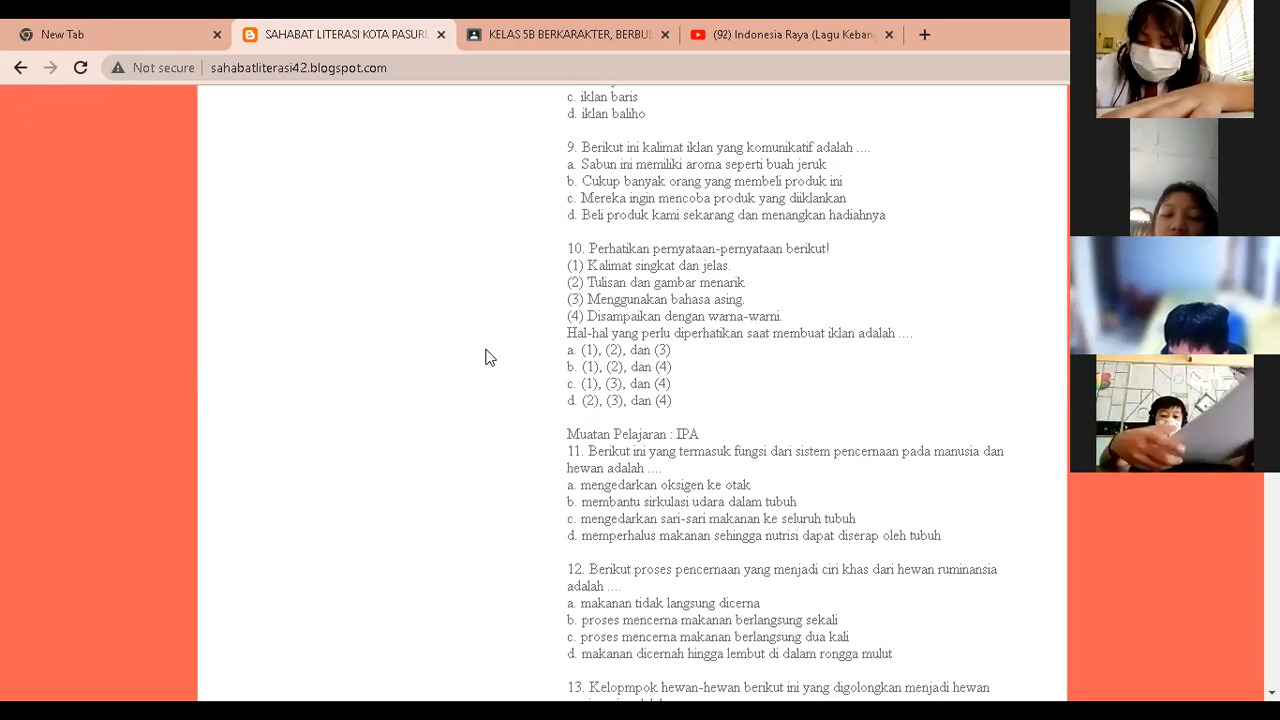 New Tab
SAHABAT LITERASI KOTA PASURU
KELAS 5B BERKARAKTER, BERBUD
(92) Indonesia Raya (Lagu Kebang
Not secure
sahabatliterasi42.blogspot.com
c. iklan baris
d. iklan baliho
9. Berikut ini kalimat iklan yang komunikatif adalah ....
a. Sabun ini memiliki aroma seperti buah jeruk
b. Cukup banyak orang yang membeli produk ini
c. Mereka ingin mencoba produk yang diiklankan
d. Beli produk kami sekarang dan menangkan hadiahnya
10. Perhatikan pernyataan-pernyataan berikut!
(1) Kalimat singkat dan jelas.
(2) Tulisan dan gambar menarik
(3) Menggunakan bahasa asing.
(4) Disampaikan dengan warna-warni.
Hal-hal yang perlu diperhatikan saat membuat iklan adalah ....
a. (1), (2), dan (3)
b. (1), (2), dan (4)
c. (1), (3), dan (4)
d. (2), (3), dan (4)
Muatan Pelajaran : IPA
11. Berikut ini yang termasuk fungsi dari sistem pencernaan pada manusia dan
hewan adalah ....
a. mengedarkan oksigen ke otak
b. membantu sirkulasi udara dalam tubuh
c. mengedarkan sari-sari makanan ke seluruh tubuh
d. memperhalus makanan sehingga nutrisi dapat diserap oleh tubuh
12. Berikut proses pencernaan yang menjadi ciri khas dari hewan ruminansia
adalah ....
a. makanan tidak langsung dicerna
b. proses mencerna makanan berlangsung sekali
c. proses mencerna makanan berlangsung dua kali
d. makanan dicernah hingga lembut di dalam rongga mulut
13. Kelopmpok hewan-hewan berikut ini yang digolongkan menjadi hewan